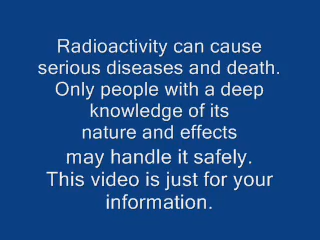 Radioactivity can cause
serious diseases and death.
Only people with a deep
knowledge of its
nature and effects
may handle it safely.
This video is just for your
information.